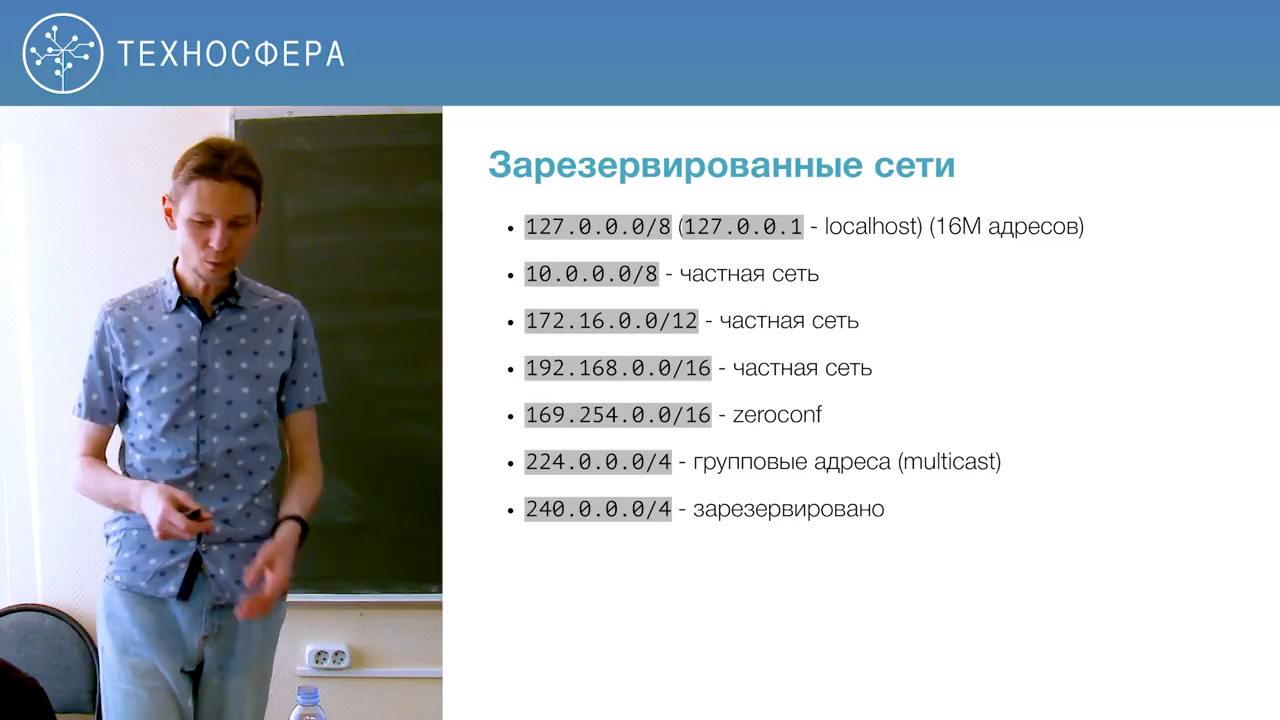 ТЕХНОСФЕРА
Зарезервированные сети
• 127.0.0.0/8 (127.0.0.1 - localhost) (16M адресов)
• 10.0.0.0/8 - частная сеть
• 172.16.0.0/12 - частная сеть
• 192.168.0.0/16 - частная сеть
• 169.254.0.0/16 - zeroconf
• 224.0.0.0/4 - групповые адреса (multicast)
• 240.0.0.0/4 - зарезервировано